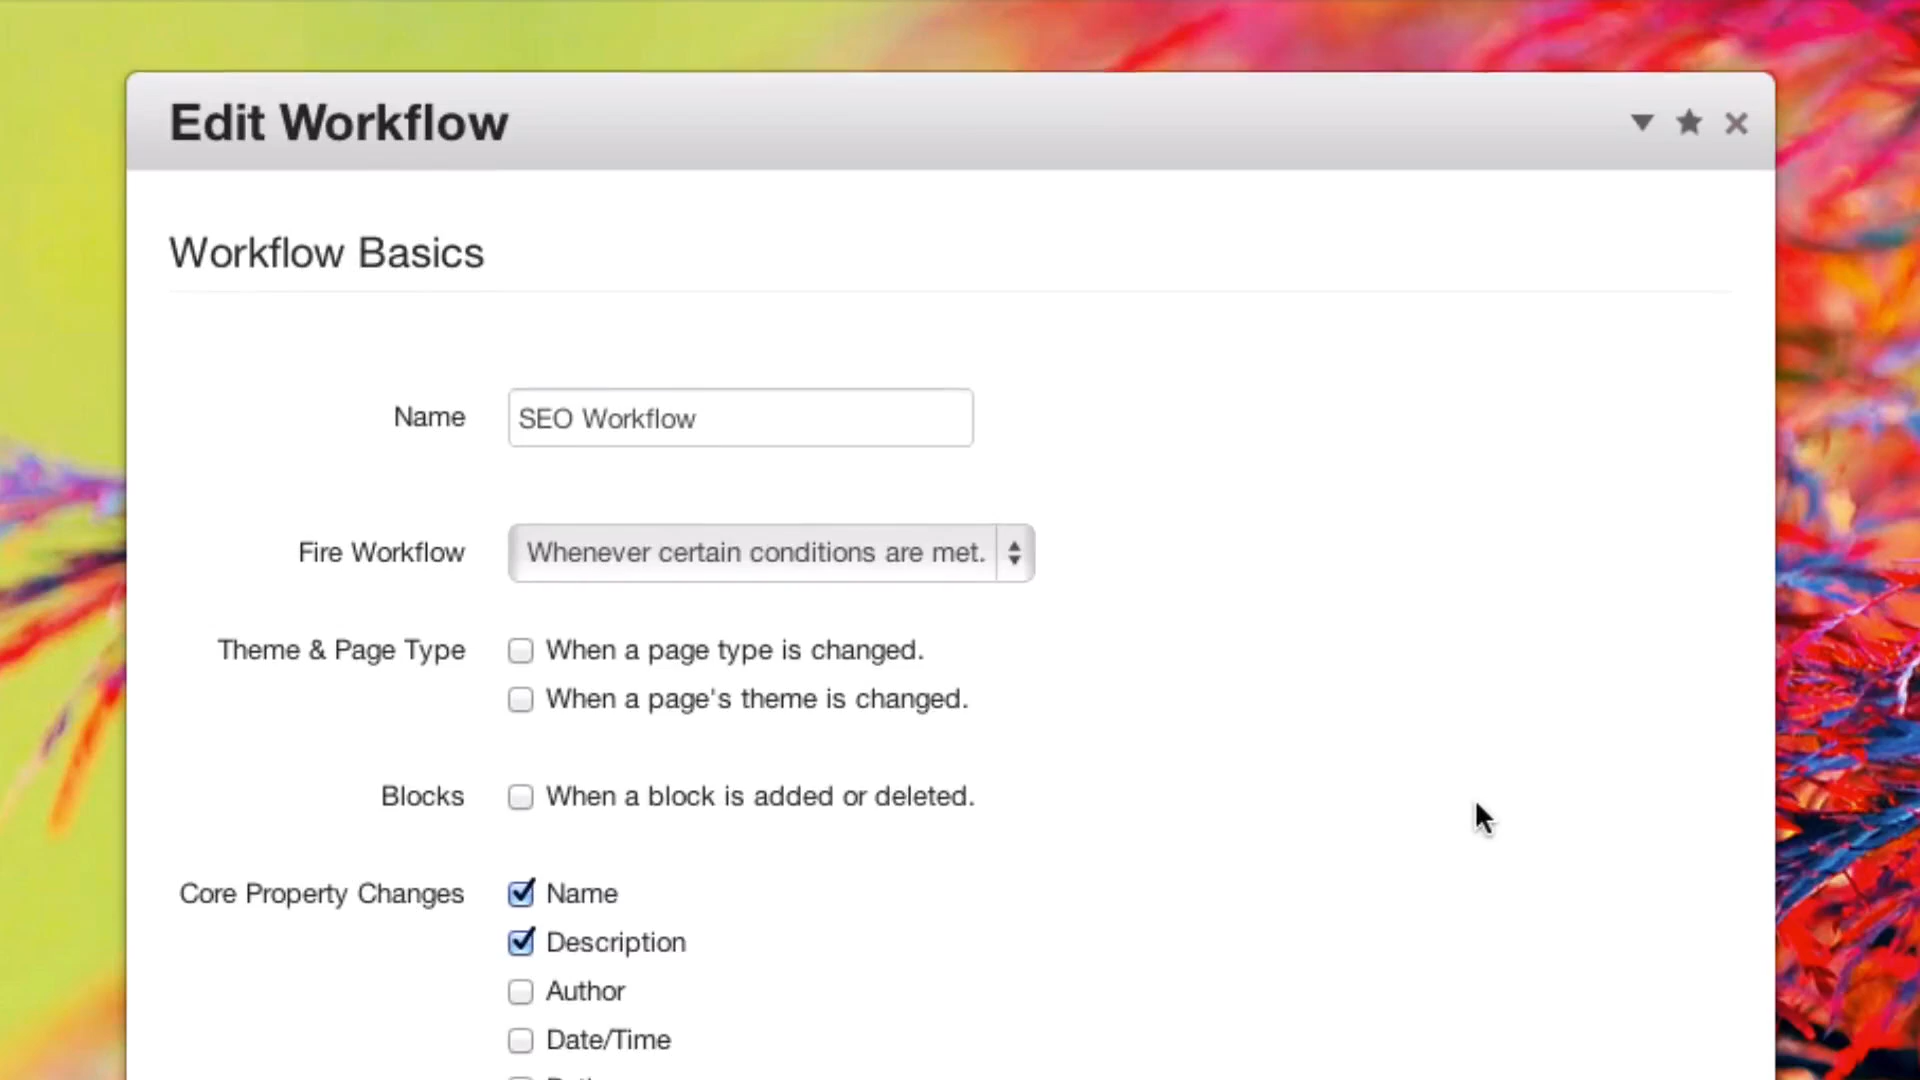 Edit Workflow
Workflow Basics
Name SEO Workflow
Fire Workflow Whenever certain conditions are met.
Theme & Page Type When a page type is changed.
When a page's theme is changed.
Blocks When a block is added or deleted.
Core Property Changes Name
Description
Author
Date/Time